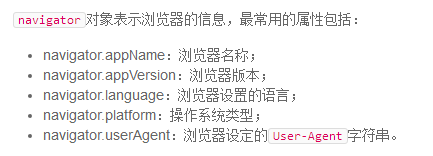 navigator对象表示浏览器的信息，最常用的属性包括：
navigator.appName：浏览器名称；
navigator.appVersion：浏览器版本；
navigator.language：浏览器设置的语言；
navigator.platform：操作系统类型；
navigator.userAgent：浏览器设定的User-Agent字符串。